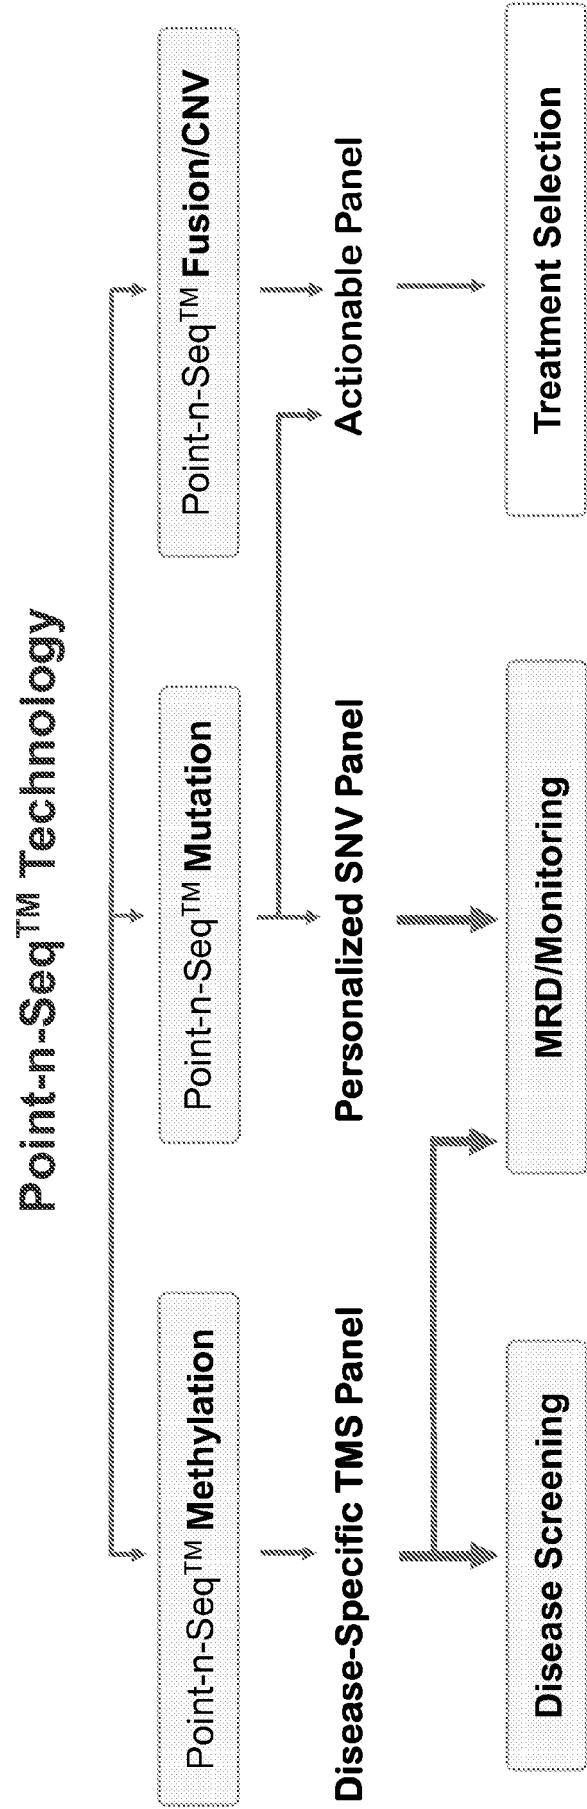 Point-n-Seq™ Technology
Point-n-Seq™ Methylation
Point-n-Seq™ Mutation
Point-n-Seq™ Fusion/CNV
Disease-Specific TMS Panel
Personalized SNV Panel
Actionable Panel
Disease Screening
MRD/Monitoring
Treatment Selection